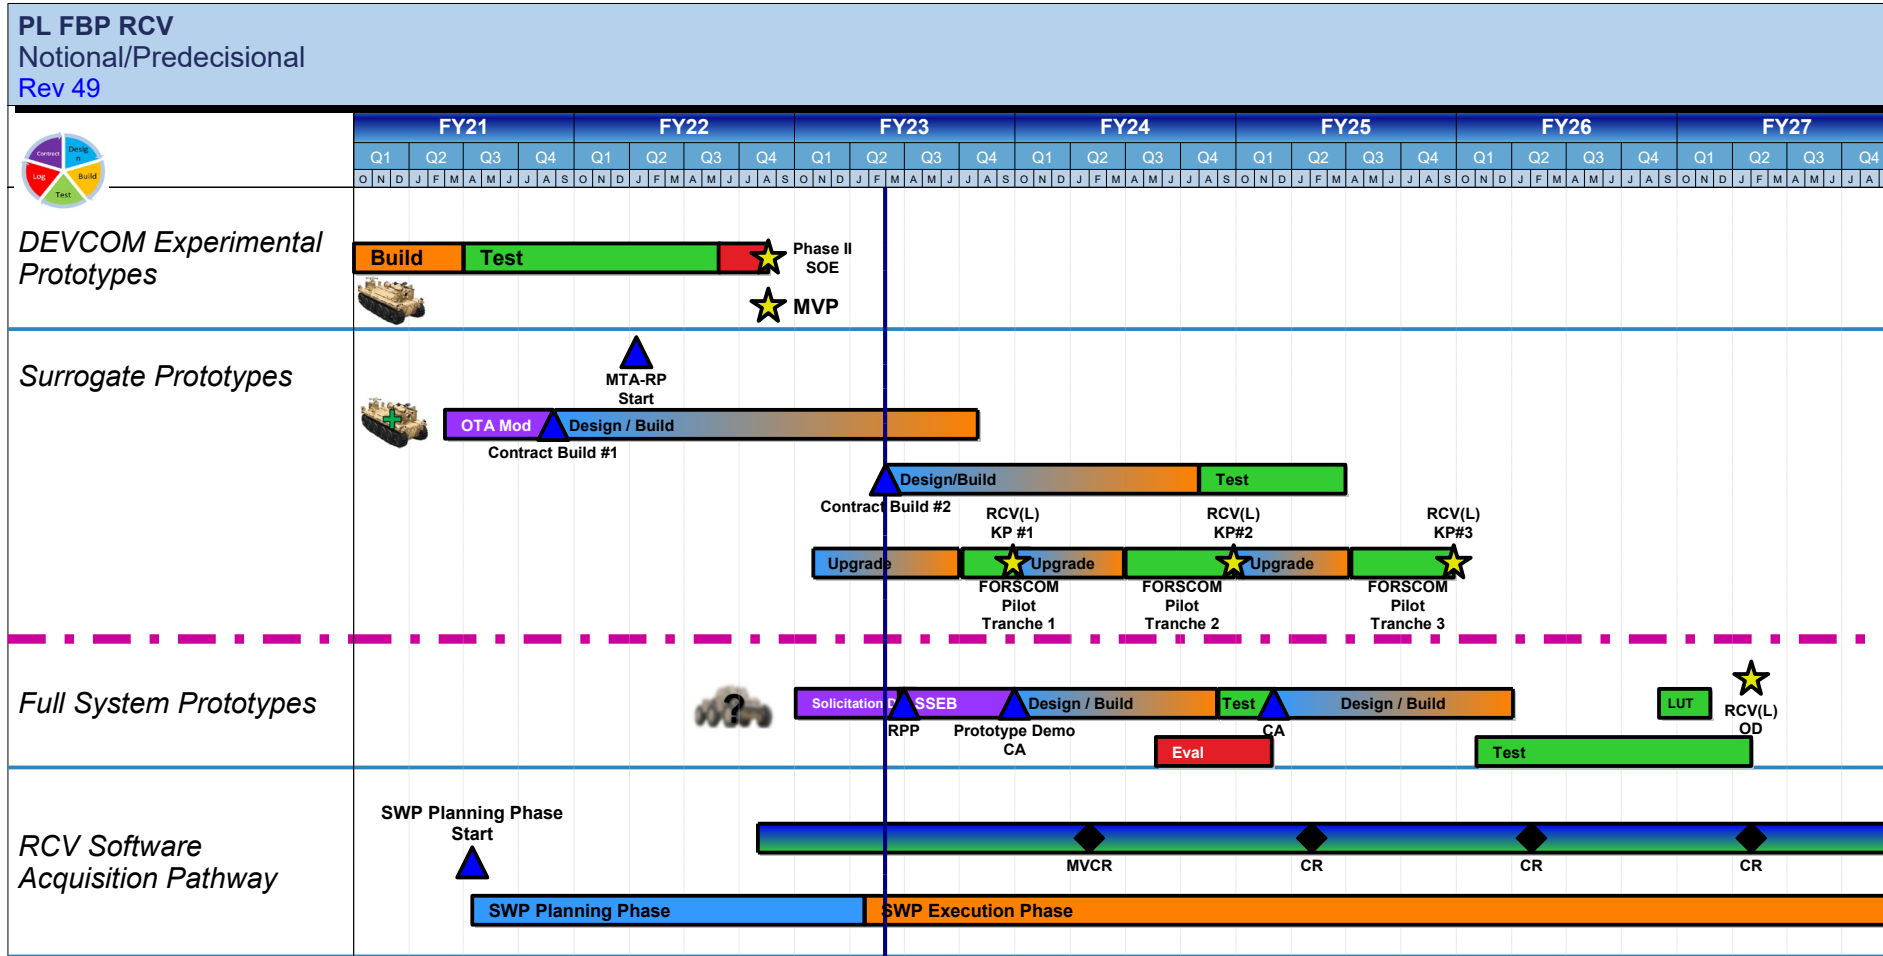 PL FBP RCV
Notional/Predecisional
Rev 49
FY21 FY22 FY23 FY24 FY25 FY26 FY27
Q1 Q2 Q3 Q4 Q1 Q2 Q3 Q4 Q1 Q2 Q3 Q4 Q1 Q2 Q3 Q4 Q1 Q2 Q3 Q4 Q1 Q2 Q3 Q4 Q1 Q2 Q3 Q4
O N D J F M A M J J A S O N D J F M A M J J A S O N D J F M A M J J A S O N D J F M A M J J A S O N D J F M A M J J A S O N D J F M A M J J A S O N D J F M A M J J A
Contract
Desig
n
Log
Build
Test
DEVCOM Experimental
Prototypes
Build Test
Phase II
SOE
MVP
Surrogate Prototypes
MTA-RP
Start
OTA Mod Design / Build
Contract Build #1
Design/Build Test
Contract Build #2
RCV(L)
KP #1
RCV(L)
KP#2
RCV(L)
KP#3
Upgrade Upgrade Upgrade
FORSCOM
Pilot
Tranche 1
FORSCOM
Pilot
Tranche 2
FORSCOM
Pilot
Tranche 3
Full System Prototypes
?
Solicitation SSEB Design / Build Test Design / Build LUT
RPP
Prototype Demo
CA
CA
RCV(L)
OD
Eval Test
RCV Software
Acquisition Pathway
SWP Planning Phase
Start
MVCR CR CR CR
SWP Planning Phase SWP Execution Phase